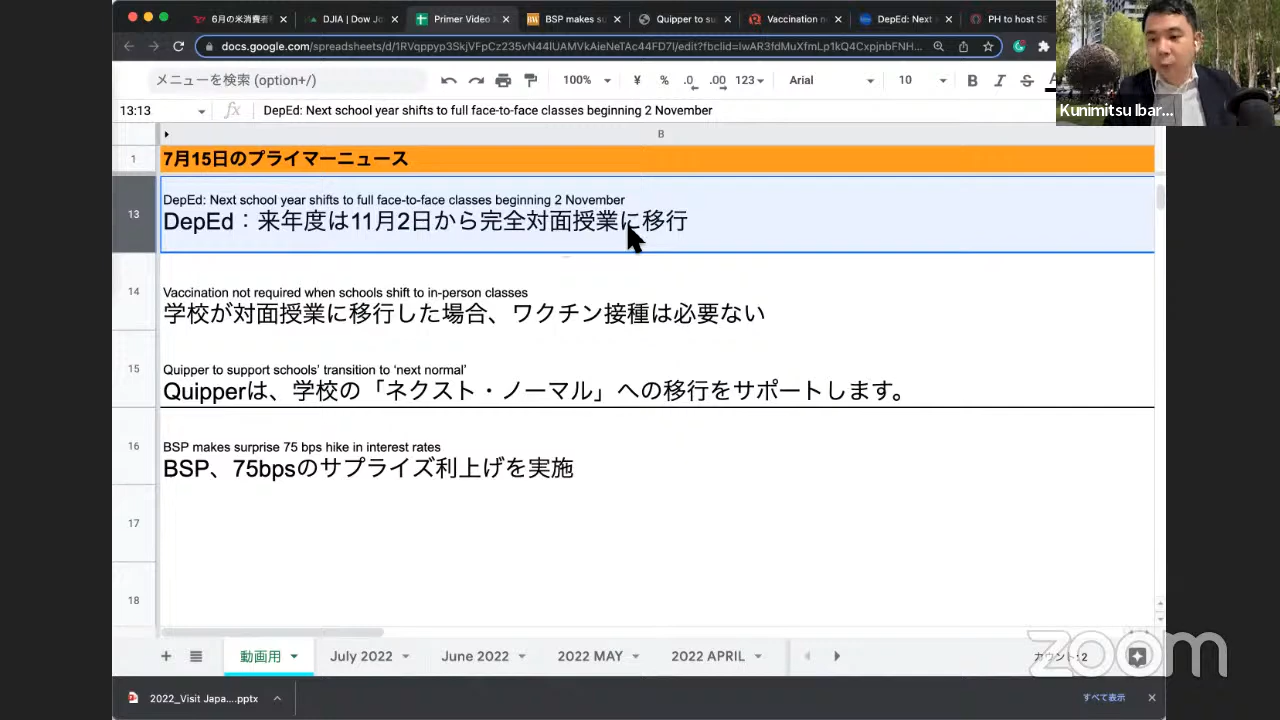 6月の米消費者
DJIA | Dow Jo
Primer Video
BSP makes su
Quipper to su
Vaccination n
DepEd: Next
PH to host SE
docs.google.com/spreadsheets/d/1RVqppyp3SkjVFpCz235vN44IUAMVkAieNeTAc44FD7I/edit?fbclid=IwAR3fdMuXfmLp1kQ4CxpjnbFNH...
メニューを検索 (option+/)
100%
¥
%
.0
.00
123
Arial
10
B
I
S
A
Kunimitsu Ibar...
13:13
fx
DepEd: Next school year shifts to full face-to-face classes beginning 2 November
B
1
7月15日のプライマーニュース
13
DepEd: Next school year shifts to full face-to-face classes beginning 2 November
DepEd：来年度は11月2日から完全対面授業に移行
14
Vaccination not required when schools shift to in-person classes
学校が対面授業に移行した場合、ワクチン接種は必要ない
15
Quipper to support schools’ transition to ‘next normal’
Quipperは、学校の「ネクスト・ノーマル」への移行をサポートします。
16
BSP makes surprise 75 bps hike in interest rates
BSP、75bpsのサプライズ利上げを実施
17
18
動画用
July 2022
June 2022
2022 MAY
2022 APRIL
カウント: 2
zoom
2022_Visit Japa....pptx
すべて表示